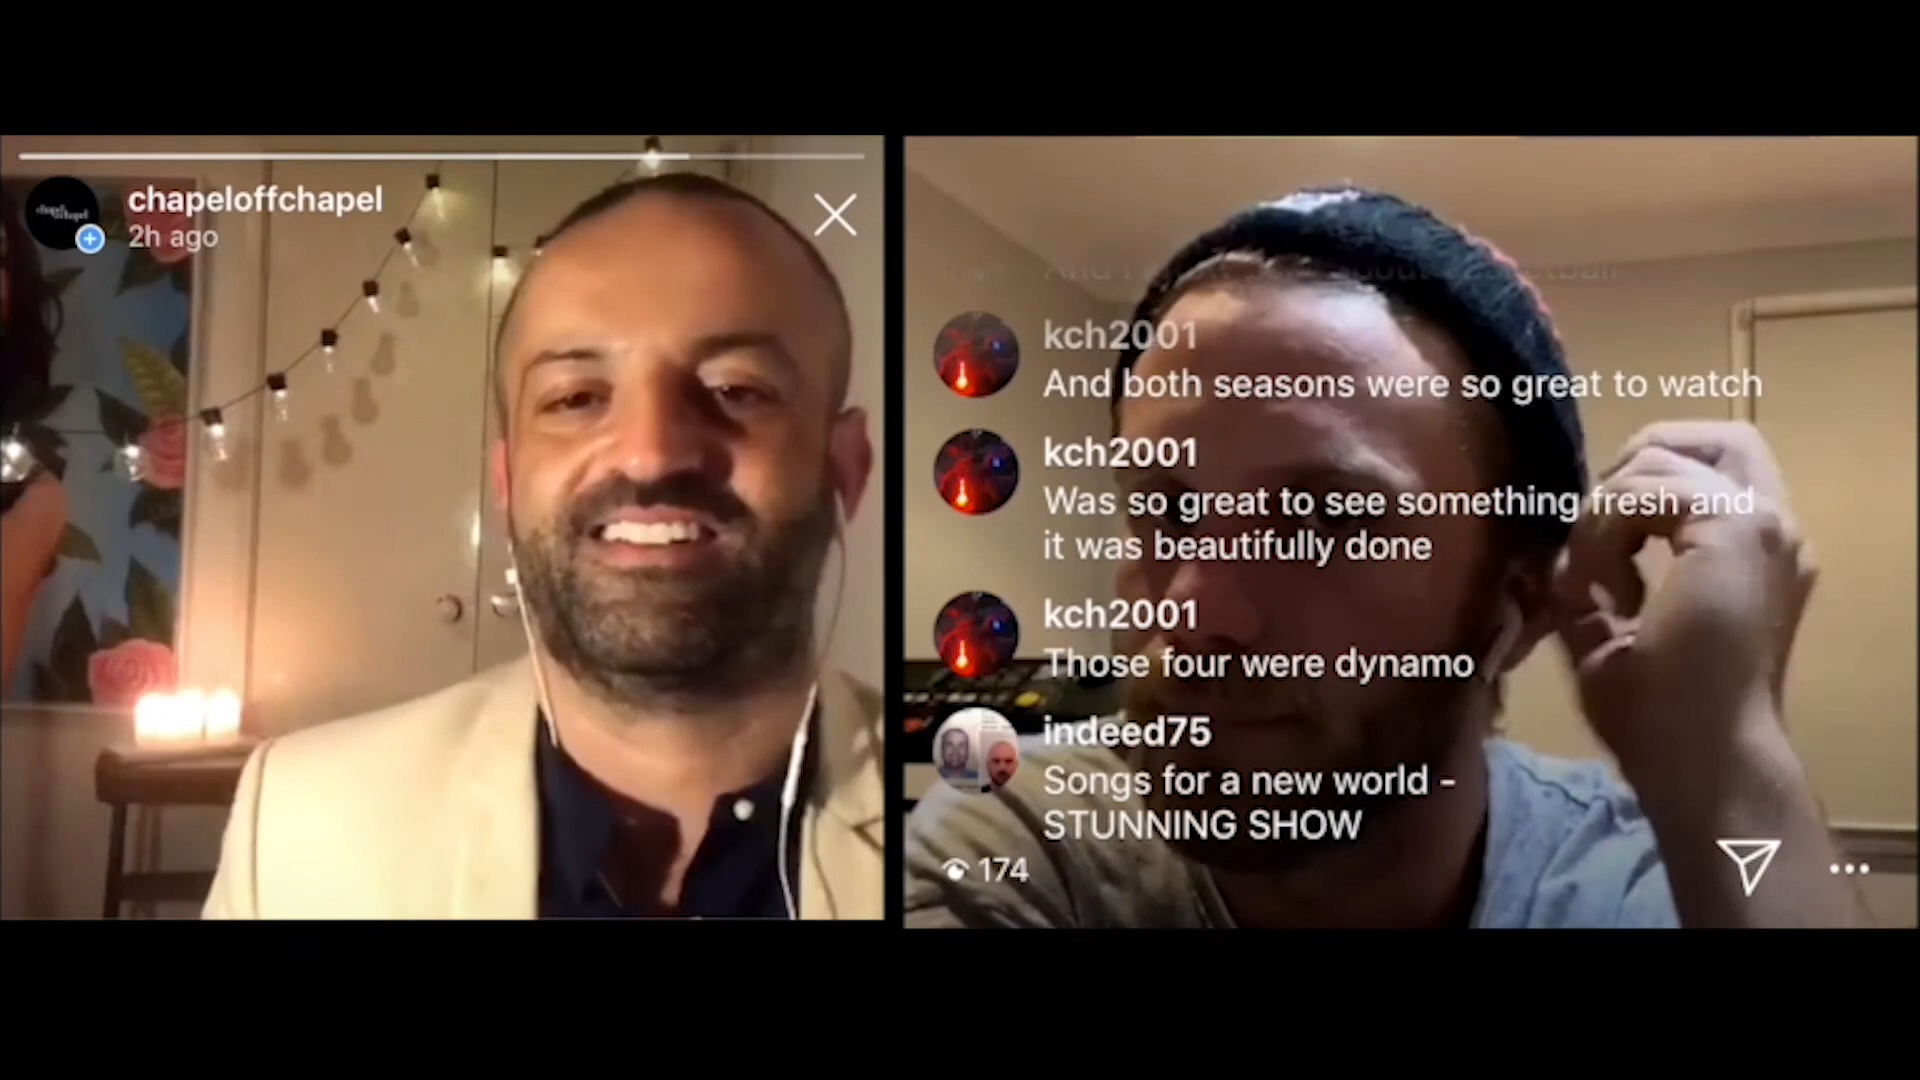 chapeloffchapel
2h ago
kch2001
And both seasons were so great to watch
kch2001
Was so great to see something fresh and
it was beautifully done
kch2001
Those four were dynamo
indeed75
Songs for a new world -
STUNNING SHOW
174